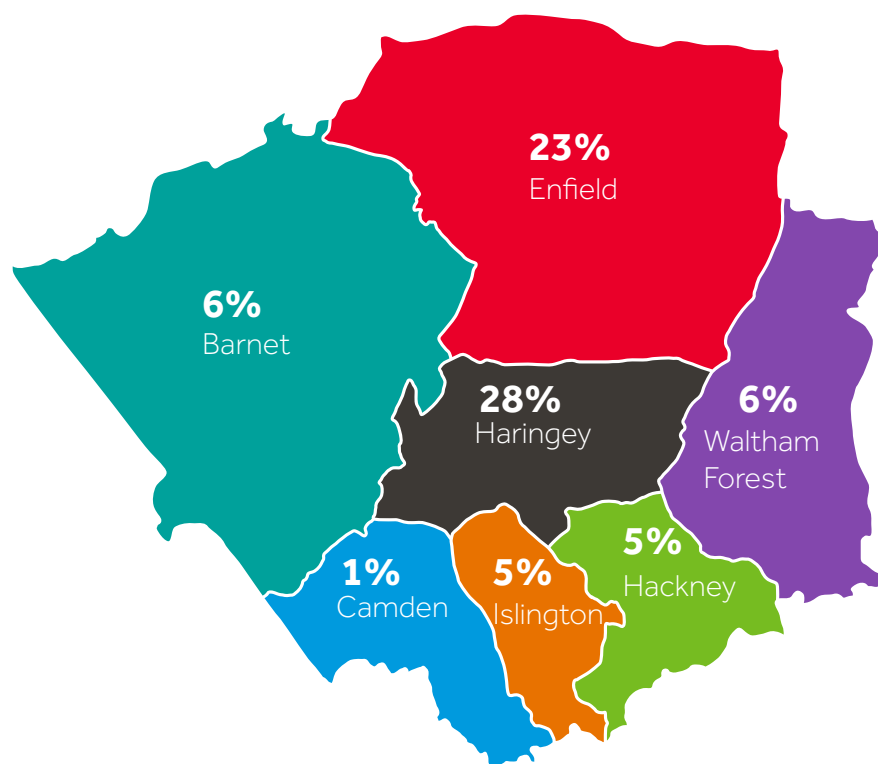 23%
Enfield
6%
Barnet
28%
Haringey
6%
Waltham
Forest
1%
Camden
5%
Islington
5%
Hackney